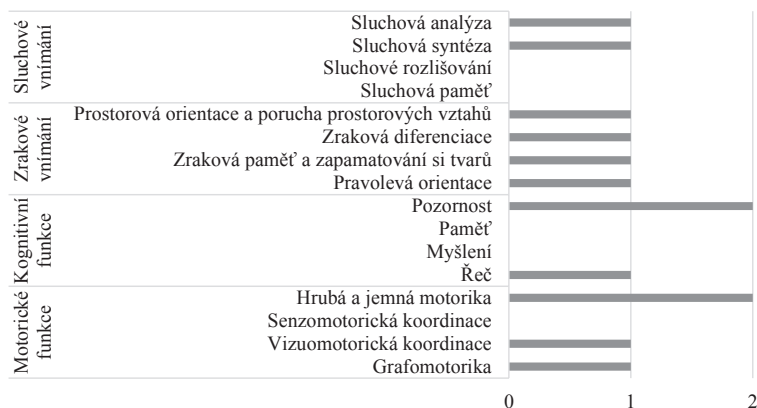 Sluchové
vnímání
Sluchová analýza
Sluchová syntéza
Sluchové rozlišování
Sluchová paměť
Zrakové
vnímání
Prostorová orientace a porucha prostorových vztahů
Zraková diferenciace
Zraková paměť a zapamatování si tvarů
Pravolevá orientace
Kognitivní
funkce
Pozornost
Paměť
Myšlení
Řeč
Motorické
funkce
Hrubá a jemná motorika
Senzomotorická koordinace
Vizuomotorická koordinace
Grafomotorika
0 1 2